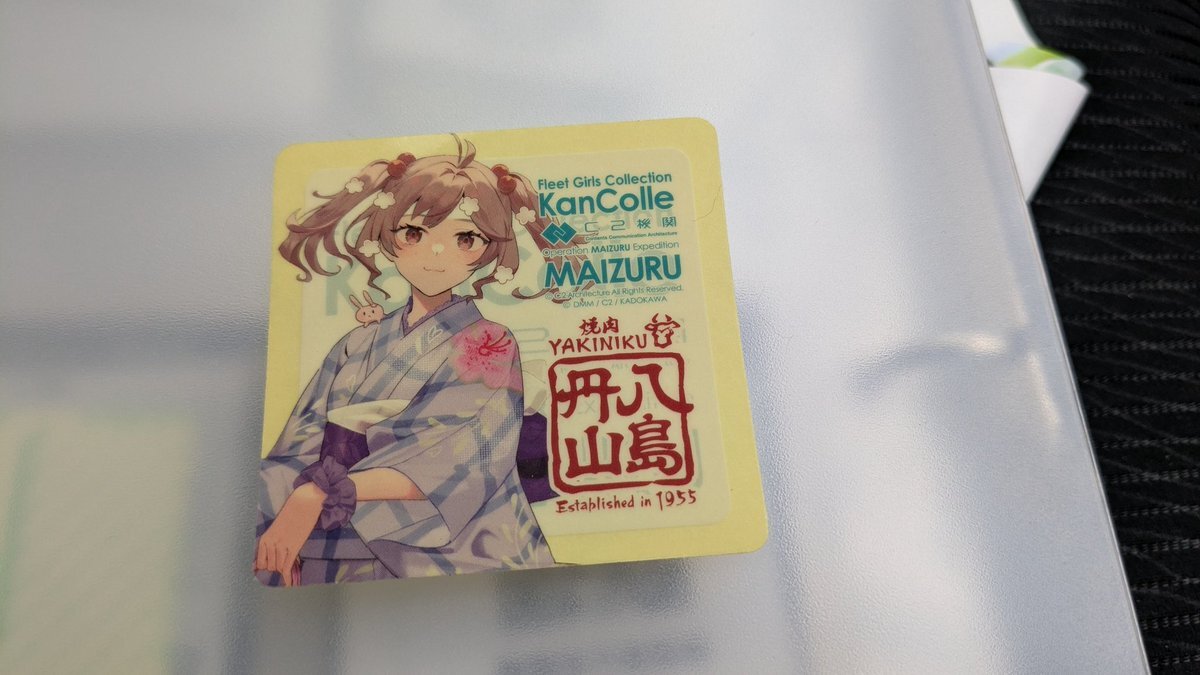 Fleet Girls Collection
KanColle
C2機関
Contents Communication Architecture
Operation MAIZURU Expedition
MAIZURU
© C2 Architecture All Rights Reserved.
© DMM / C2 / KADOKAWA
焼肉
YAKINIKU
八島
丹山
Established in 1955